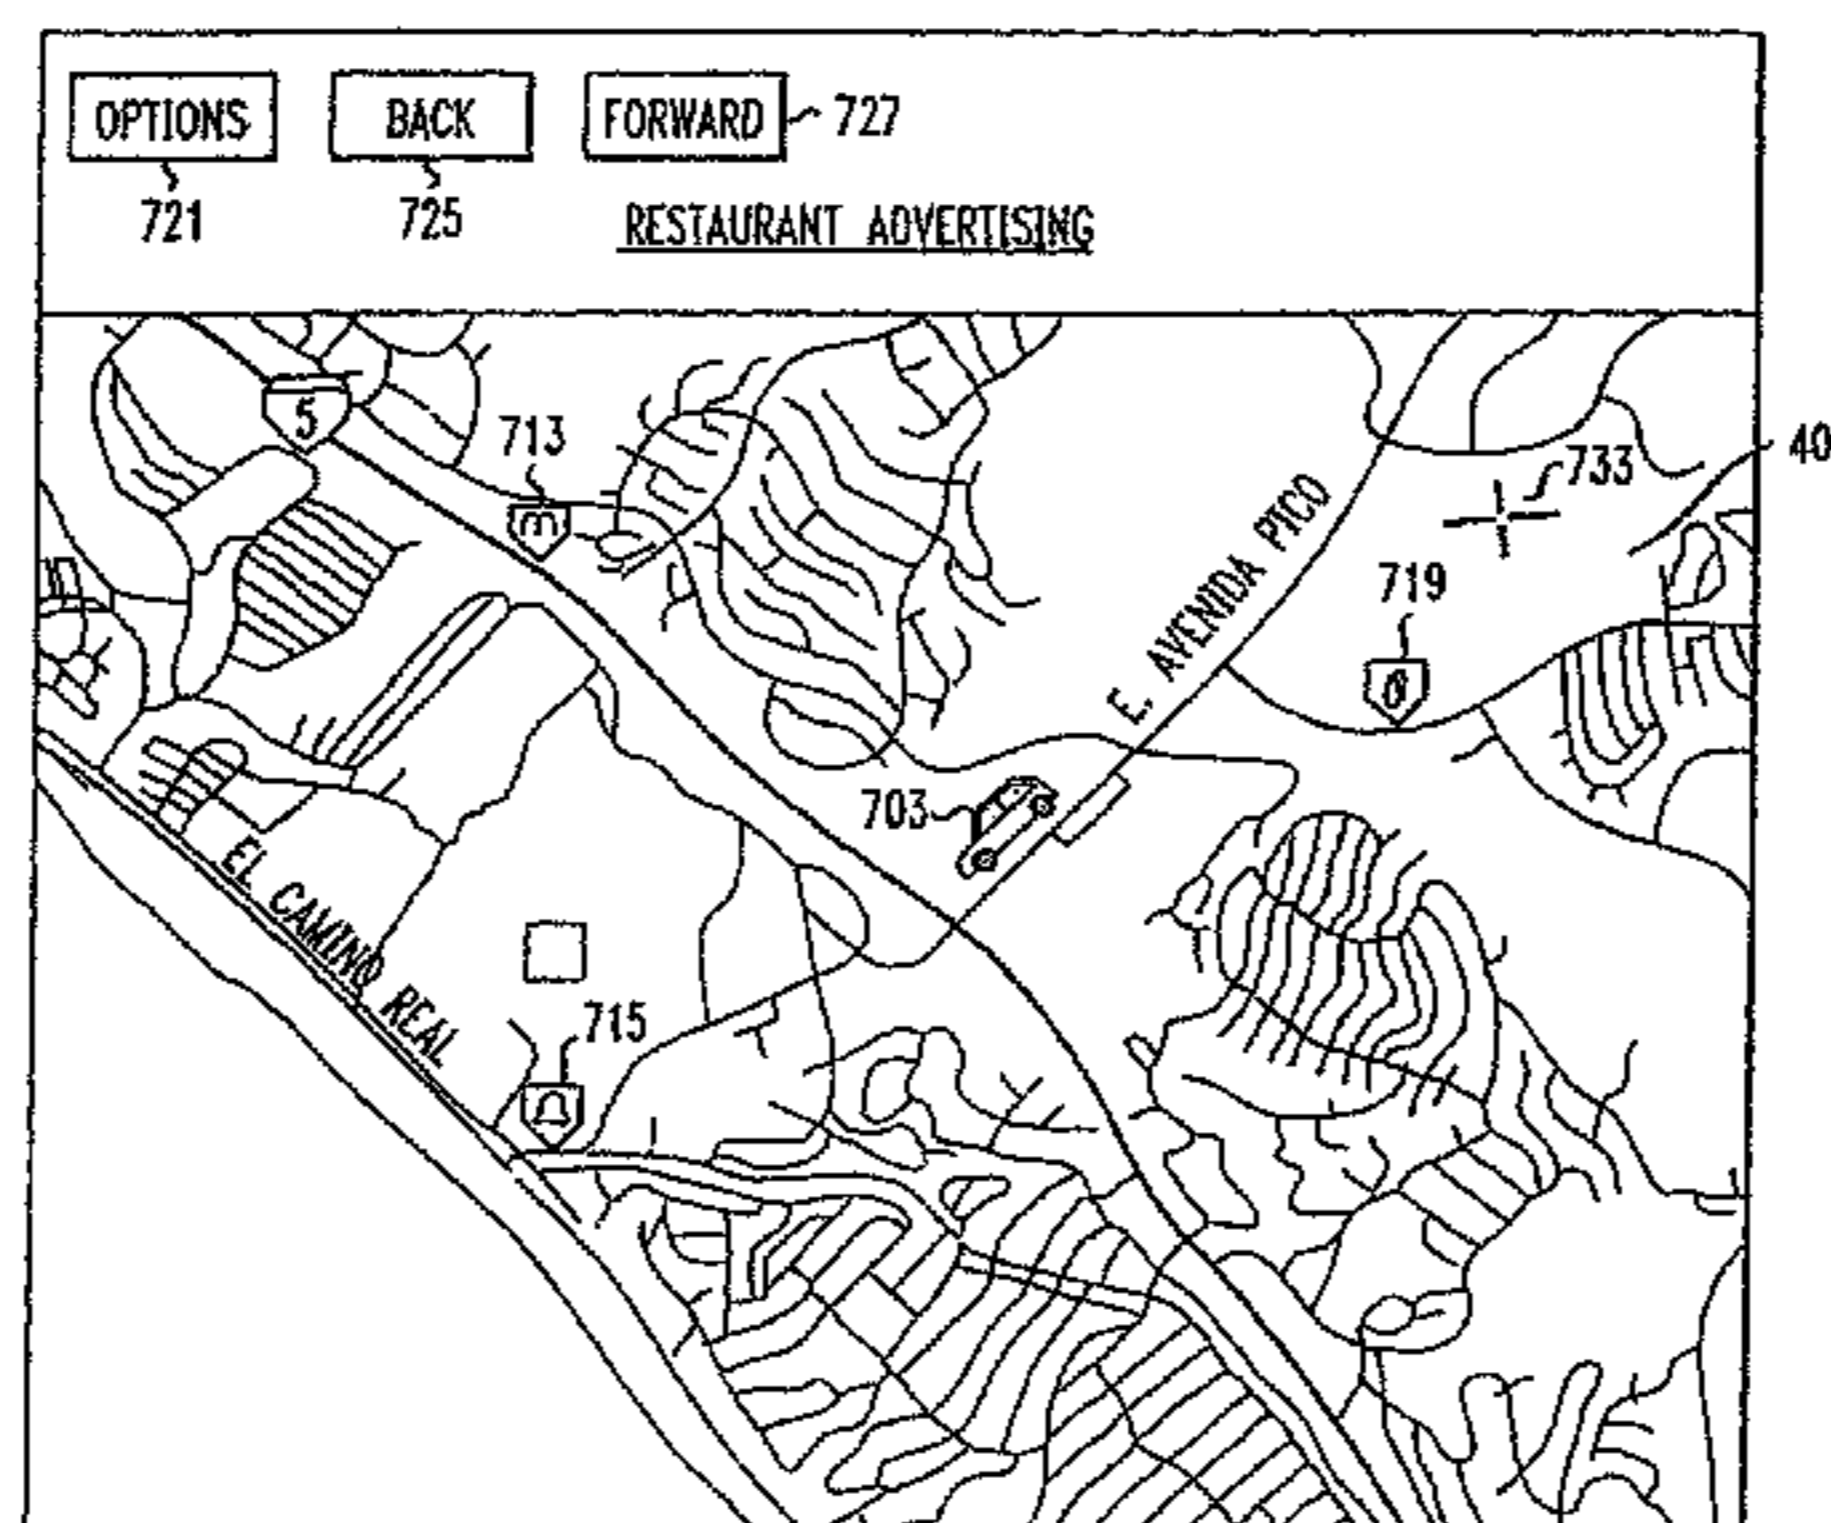 OPTIONS BACK FORWARD 727
721 725 RESTAURANT ADVERTISING
5
713
733
40
E. AVENIDA PICO
719
703
EL CAMINO REAL
715